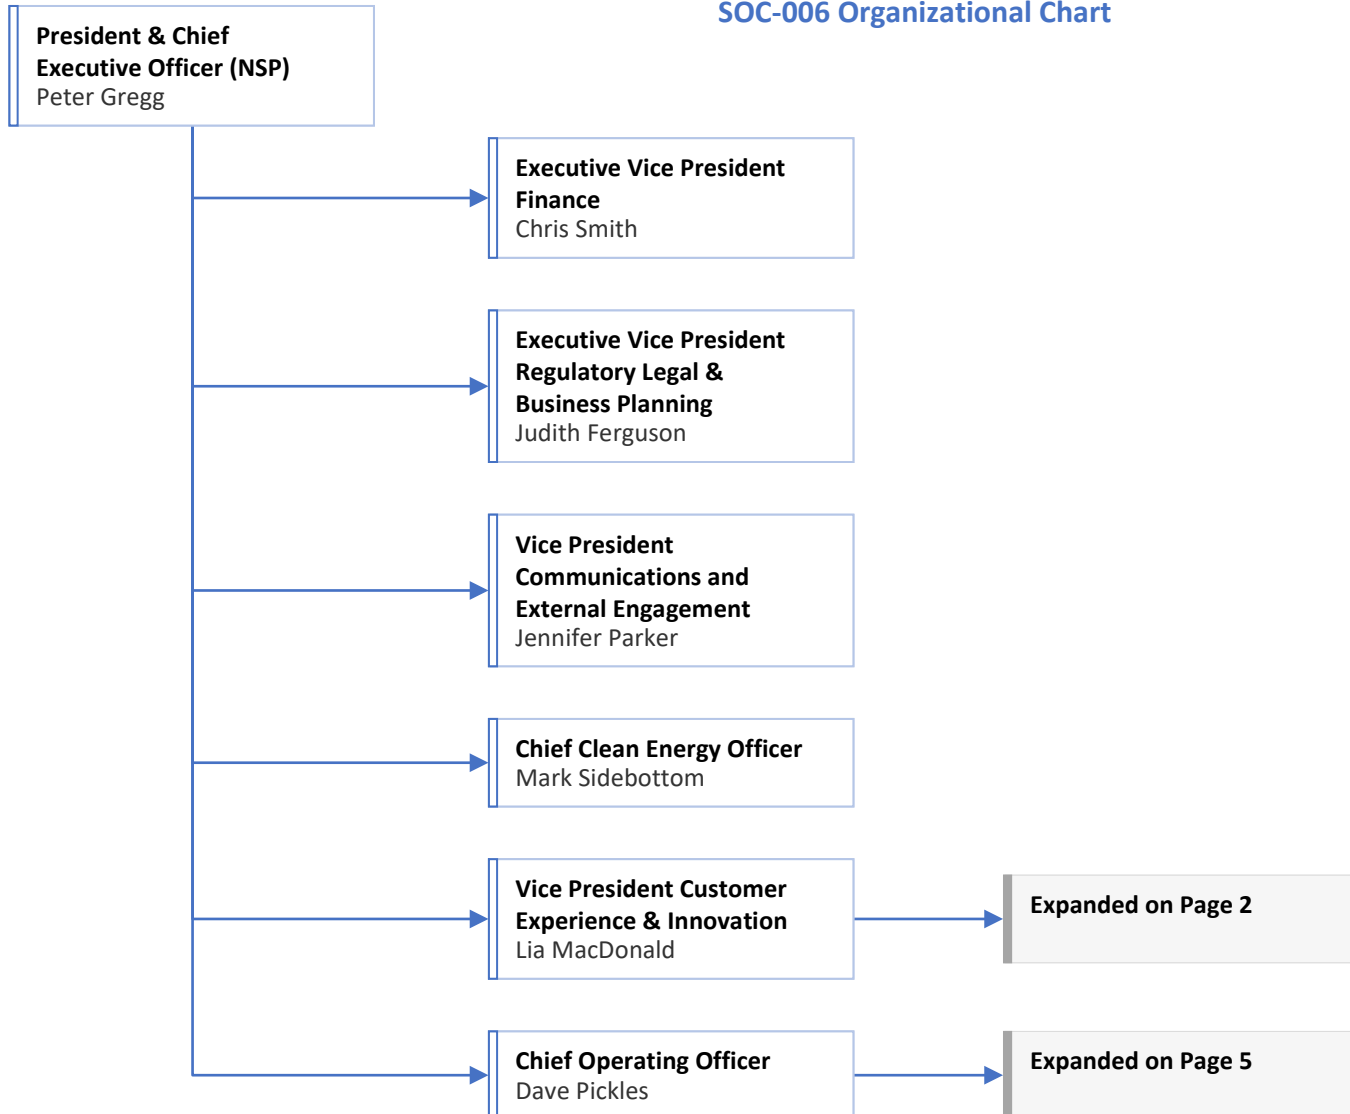 SOC-006 Organizational Chart
President & Chief
Executive Officer (NSP)
Peter Gregg
Executive Vice President
Finance
Chris Smith
Executive Vice President
Regulatory Legal &
Business Planning
Judith Ferguson
Vice President
Communications and
External Engagement
Jennifer Parker
Chief Clean Energy Officer
Mark Sidebottom
Vice President Customer
Experience & Innovation
Lia MacDonald
Expanded on Page 2
Chief Operating Officer
Dave Pickles
Expanded on Page 5